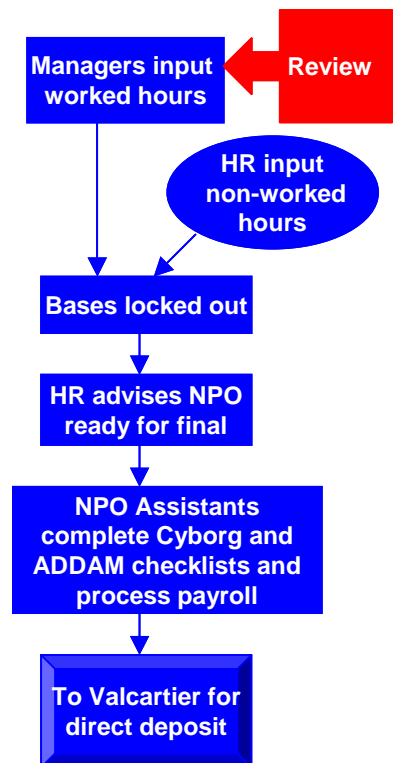 Managers input
worked hours
Review
HR input
non-worked
hours
Bases locked out
HR advises NPO
ready for final
NPO Assistants
complete Cyborg and
ADDAM checklists and
process payroll
To Valcartier for
direct deposit